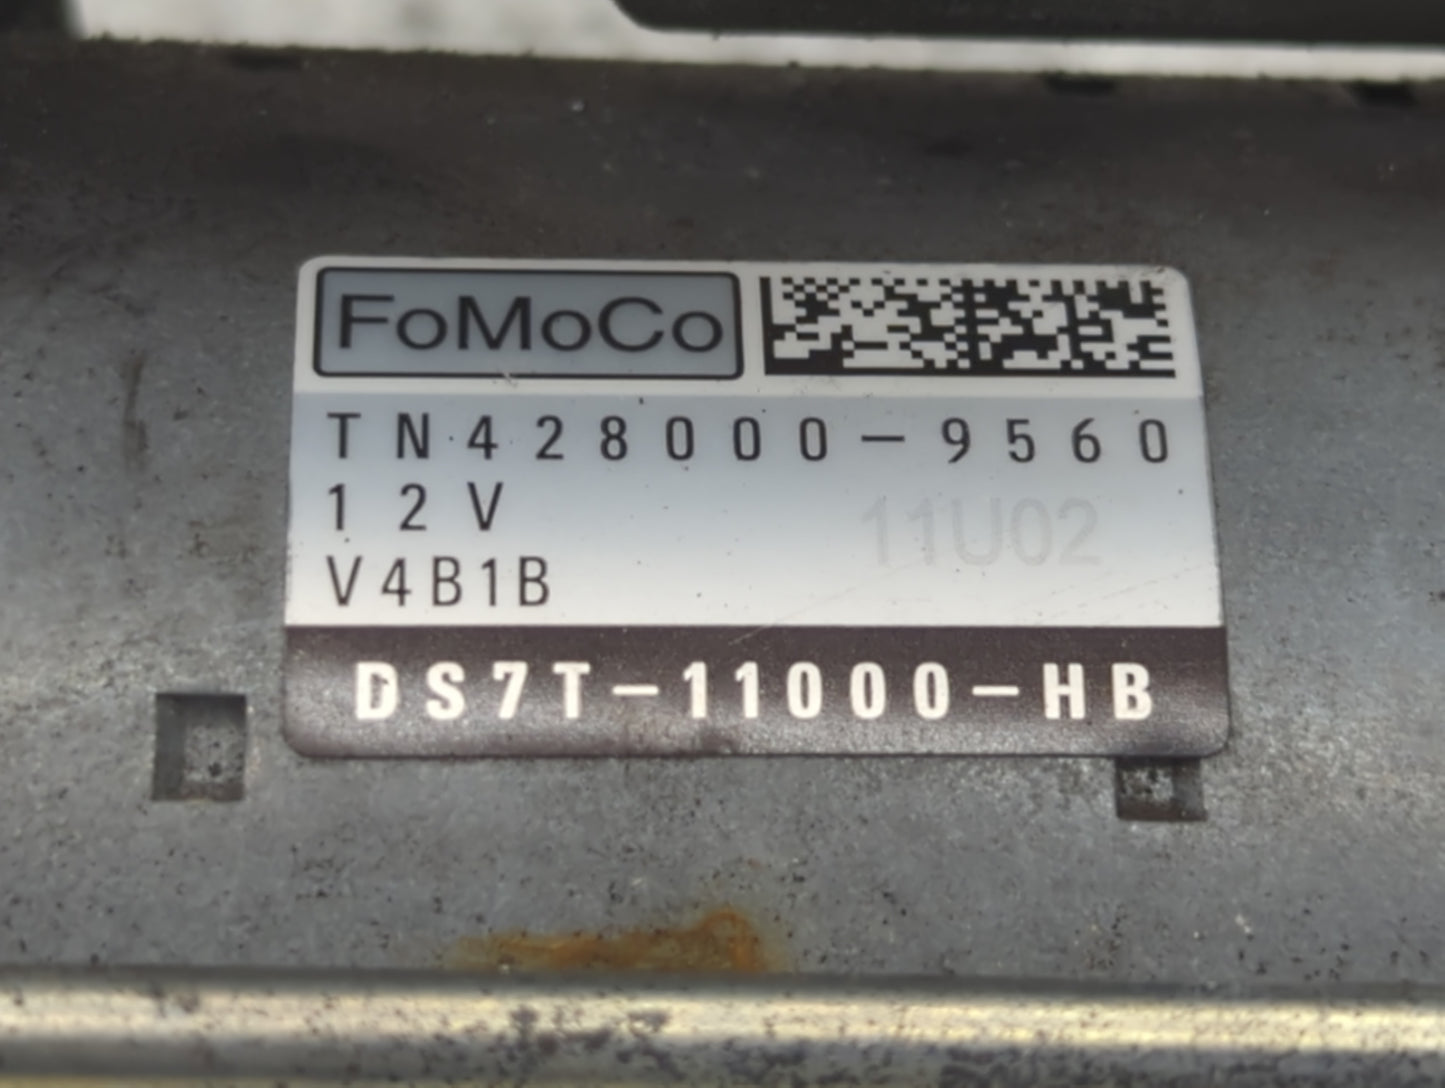 FoMoCo
TN428000-9560
12V
11U02
V4B1B
DS7T-11000-HB